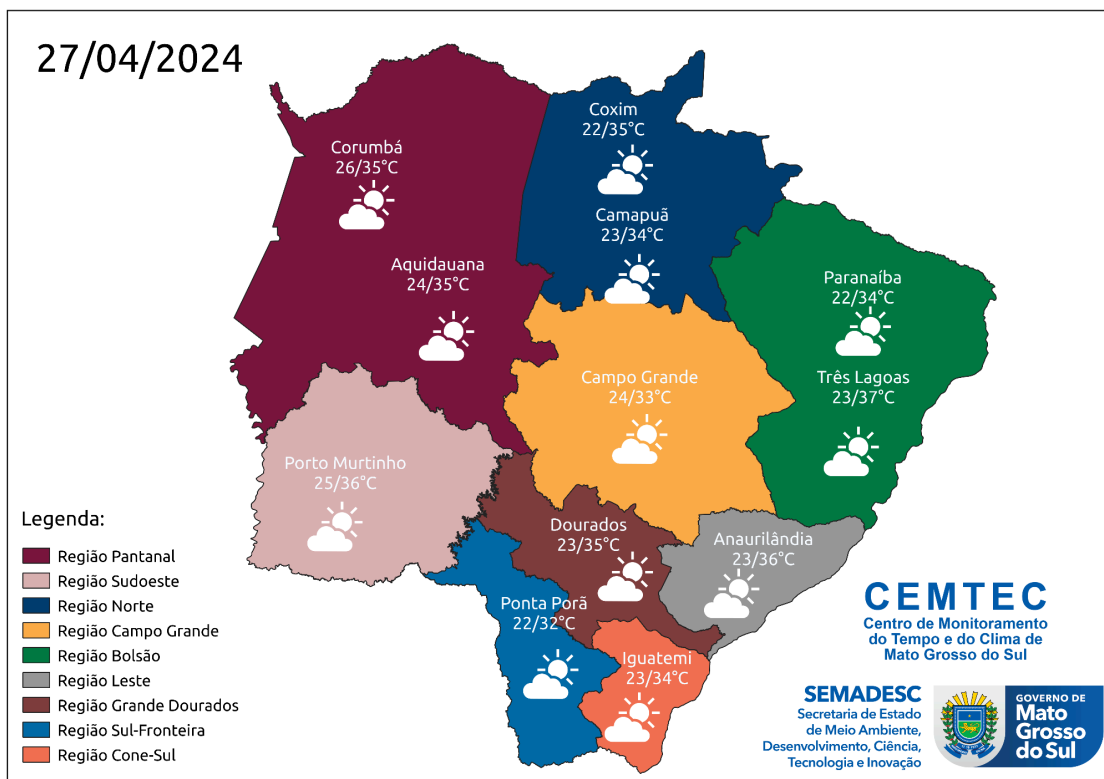 27/04/2024
Coxim
22/35°C
Corumbá
26/35°C
Camapuã
23/34°C
Aquidauana
24/35°C
Paranaíba
22/34°C
Campo Grande
24/33°C
Três Lagoas
23/37°C
Porto Murtinho
25/36°C
Dourados
23/35°C
Anaurilândia
23/36°C
Ponta Porã
22/32°C
Iguatemi
23/34°C
Legenda:
Região Pantanal
Região Sudoeste
Região Norte
Região Campo Grande
Região Bolsão
Região Leste
Região Grande Dourados
Região Sul-Fronteira
Região Cone-Sul
CEMTEC
Centro de Monitoramento
do Tempo e do Clima de
Mato Grosso do Sul
SEMADESC
Secretaria de Estado
de Meio Ambiente,
Desenvolvimento, Ciência,
Tecnologia e Inovação
GOVERNO DE
Mato
Grosso
do Sul